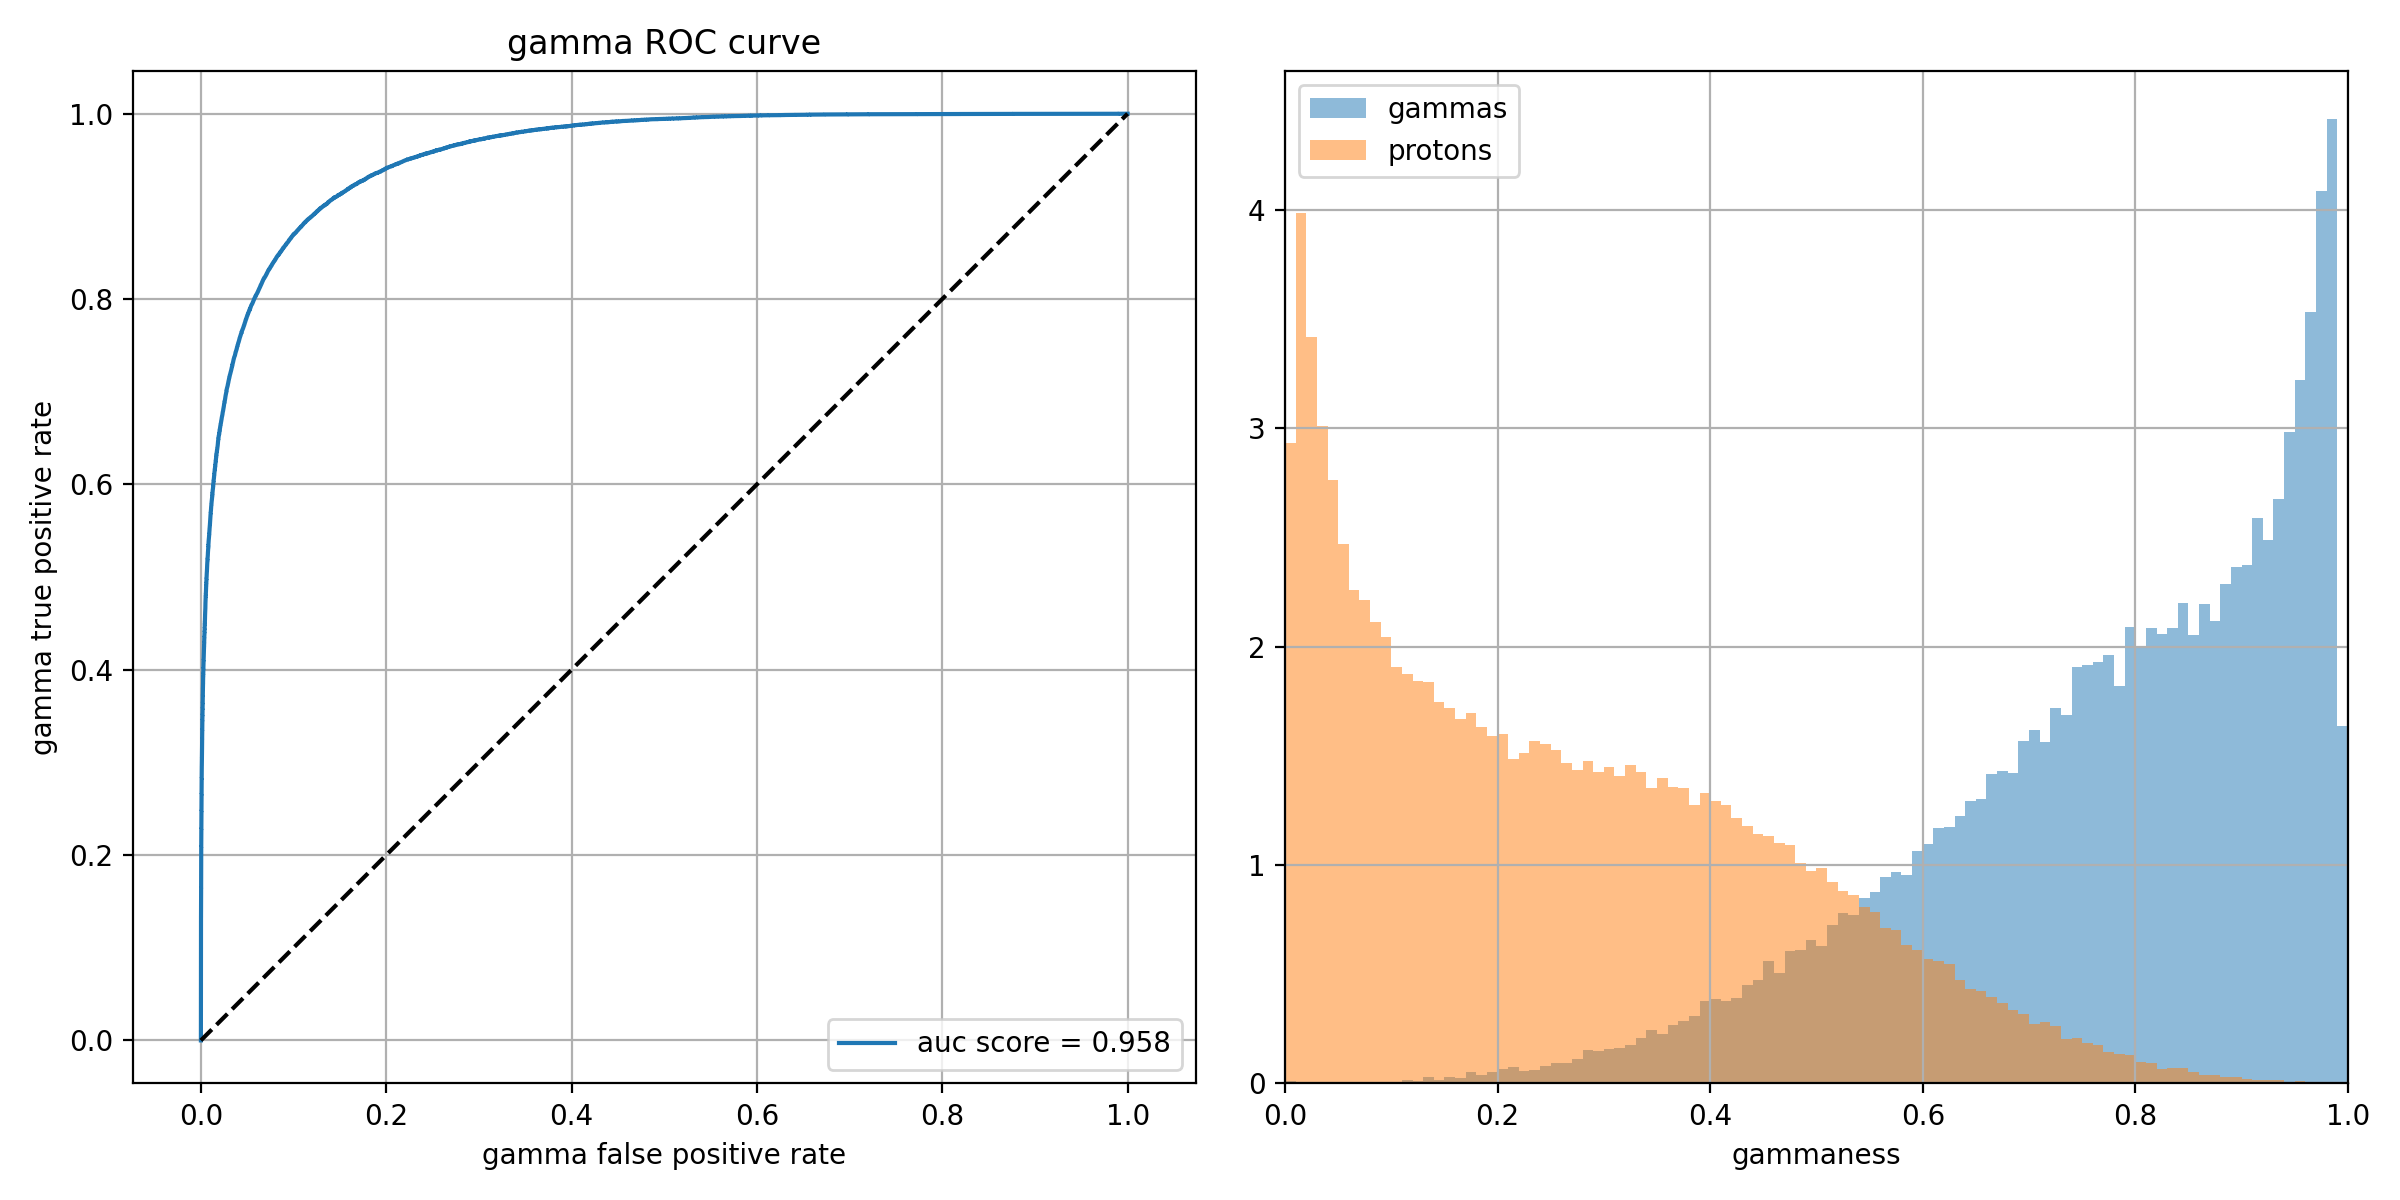 gamma ROC curve
1.0
0.8
0.6
0.4
0.2
0.0
gamma true positive rate
0.0 0.2 0.4 0.6 0.8 1.0
gamma false positive rate
auc score = 0.958
gammas
protons
4
3
2
1
0
0.0 0.2 0.4 0.6 0.8 1.0
gammaness